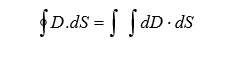 ∮D.dS = ∫ ∫dD · dS